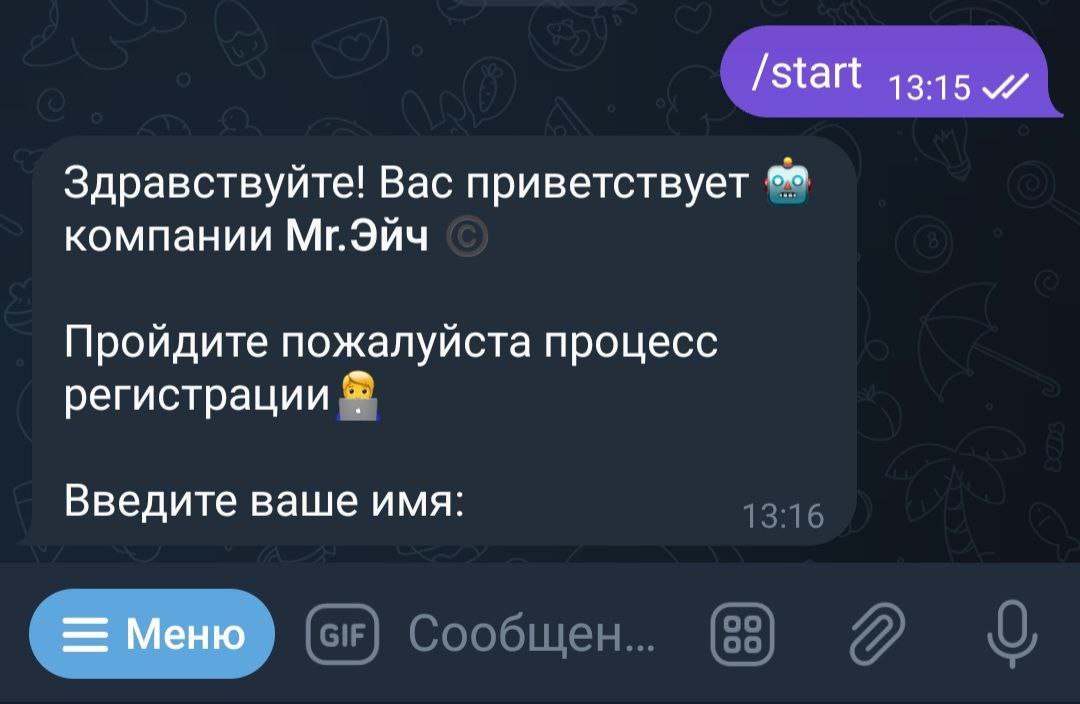 /start 13:15
Здравствуйте! Вас приветствует 🤖
компании Mr.Эйч ©
Пройдите пожалуйста процесс
регистрации👨‍💻
Введите ваше имя:
13:16
Меню GIF Сообщен...